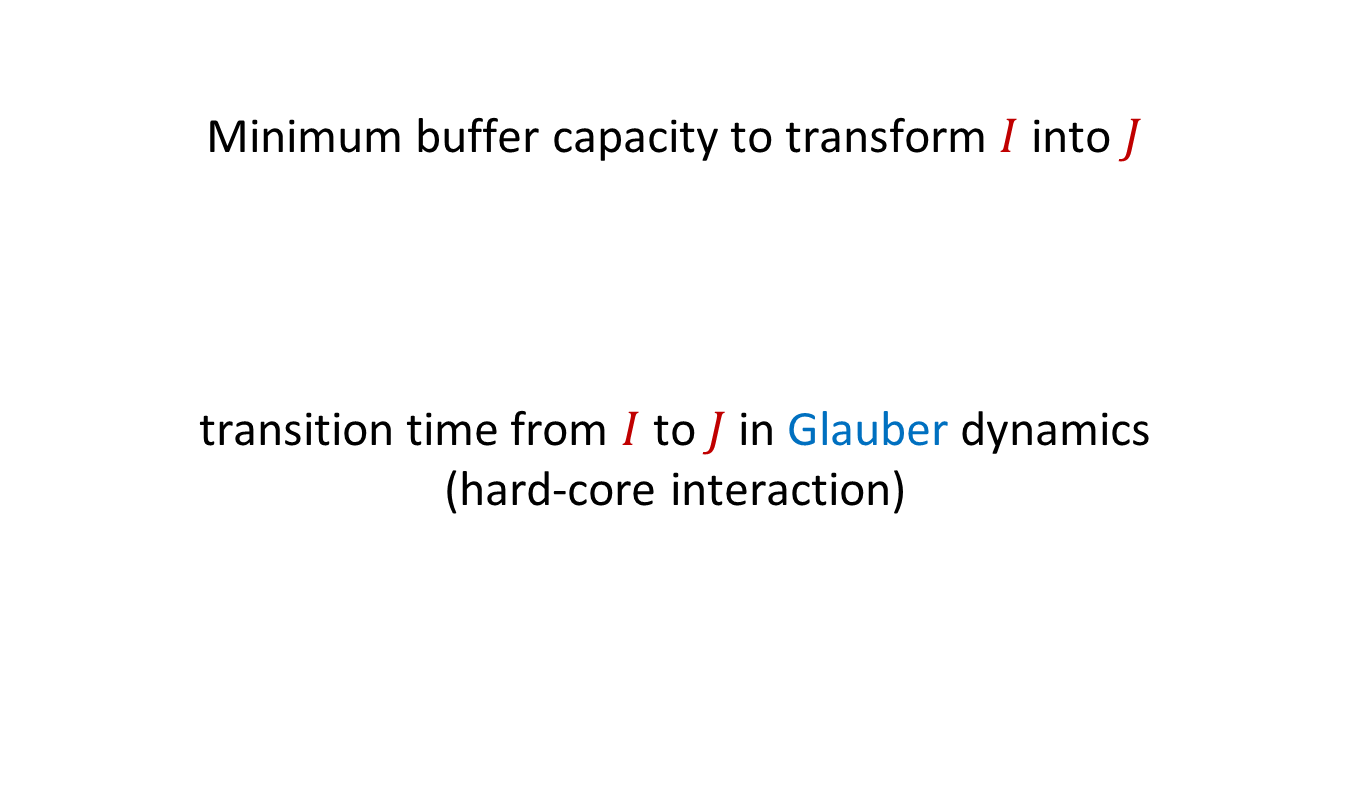 Minimum buffer capacity to transform I into J
transition time from I to J in Glauber dynamics
(hard-core interaction)